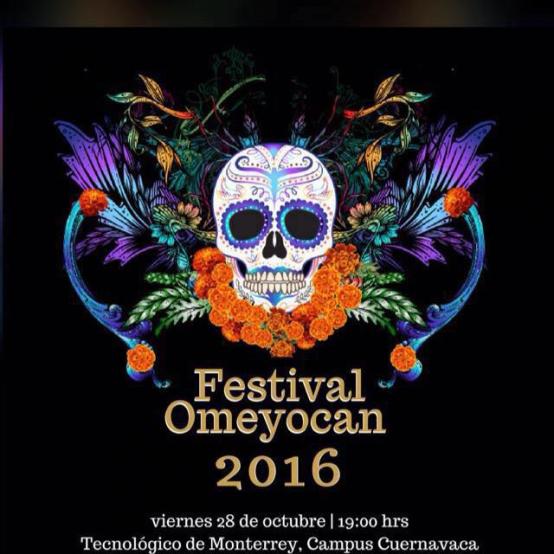 Festival
Omeyocan
2016
viernes 28 de octubre | 19:00 hrs
Tecnológico de Monterrey, Campus Cuernavaca